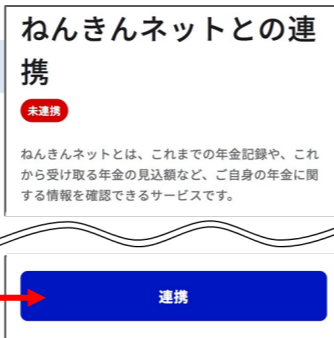 ねんきんネットとの連
携
未連携
ねんきんネットとは、これまでの年金記録や、これ
から受け取る年金の見込額など、ご自身の年金に関
する情報を確認できるサービスです。
連携